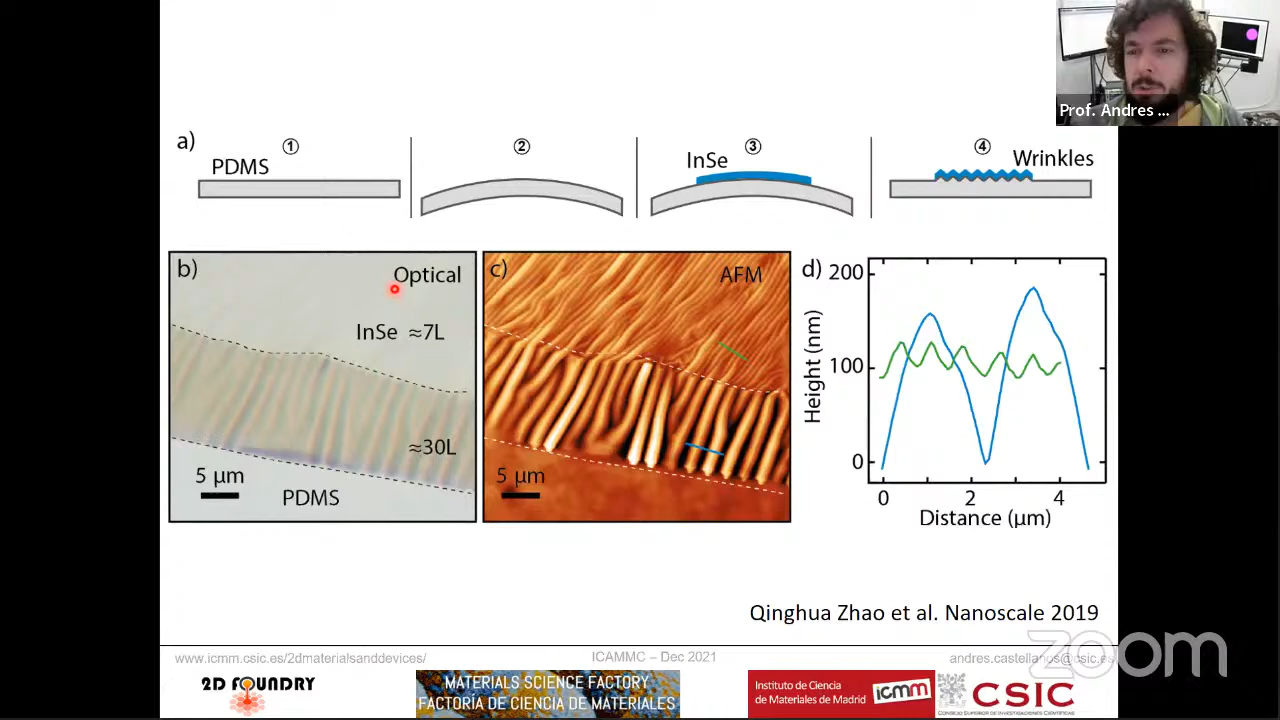 Prof. Andres ...
a)
① ② ③ ④
PDMS
InSe
Wrinkles
b)
Optical
InSe ≈7L
≈30L
5 μm
PDMS
c)
AFM
5 μm
d)
200
100
0
Height (nm)
0 2 4
Distance (μm)
Qinghua Zhao et al. Nanoscale 2019
www.icmm.csic.es/2dmaterialsanddevices/
ICAMMC – Dec 2021
andres.castellanos@csic.es
zoom
2D FOUNDRY
MATERIALS SCIENCE FACTORY
FACTORÍA DE CIENCIA DE MATERIALES
Instituto de Ciencia
de Materiales de Madrid
icmm
CSIC
CONSEJO SUPERIOR DE INVESTIGACIONES CIENTÍFICAS